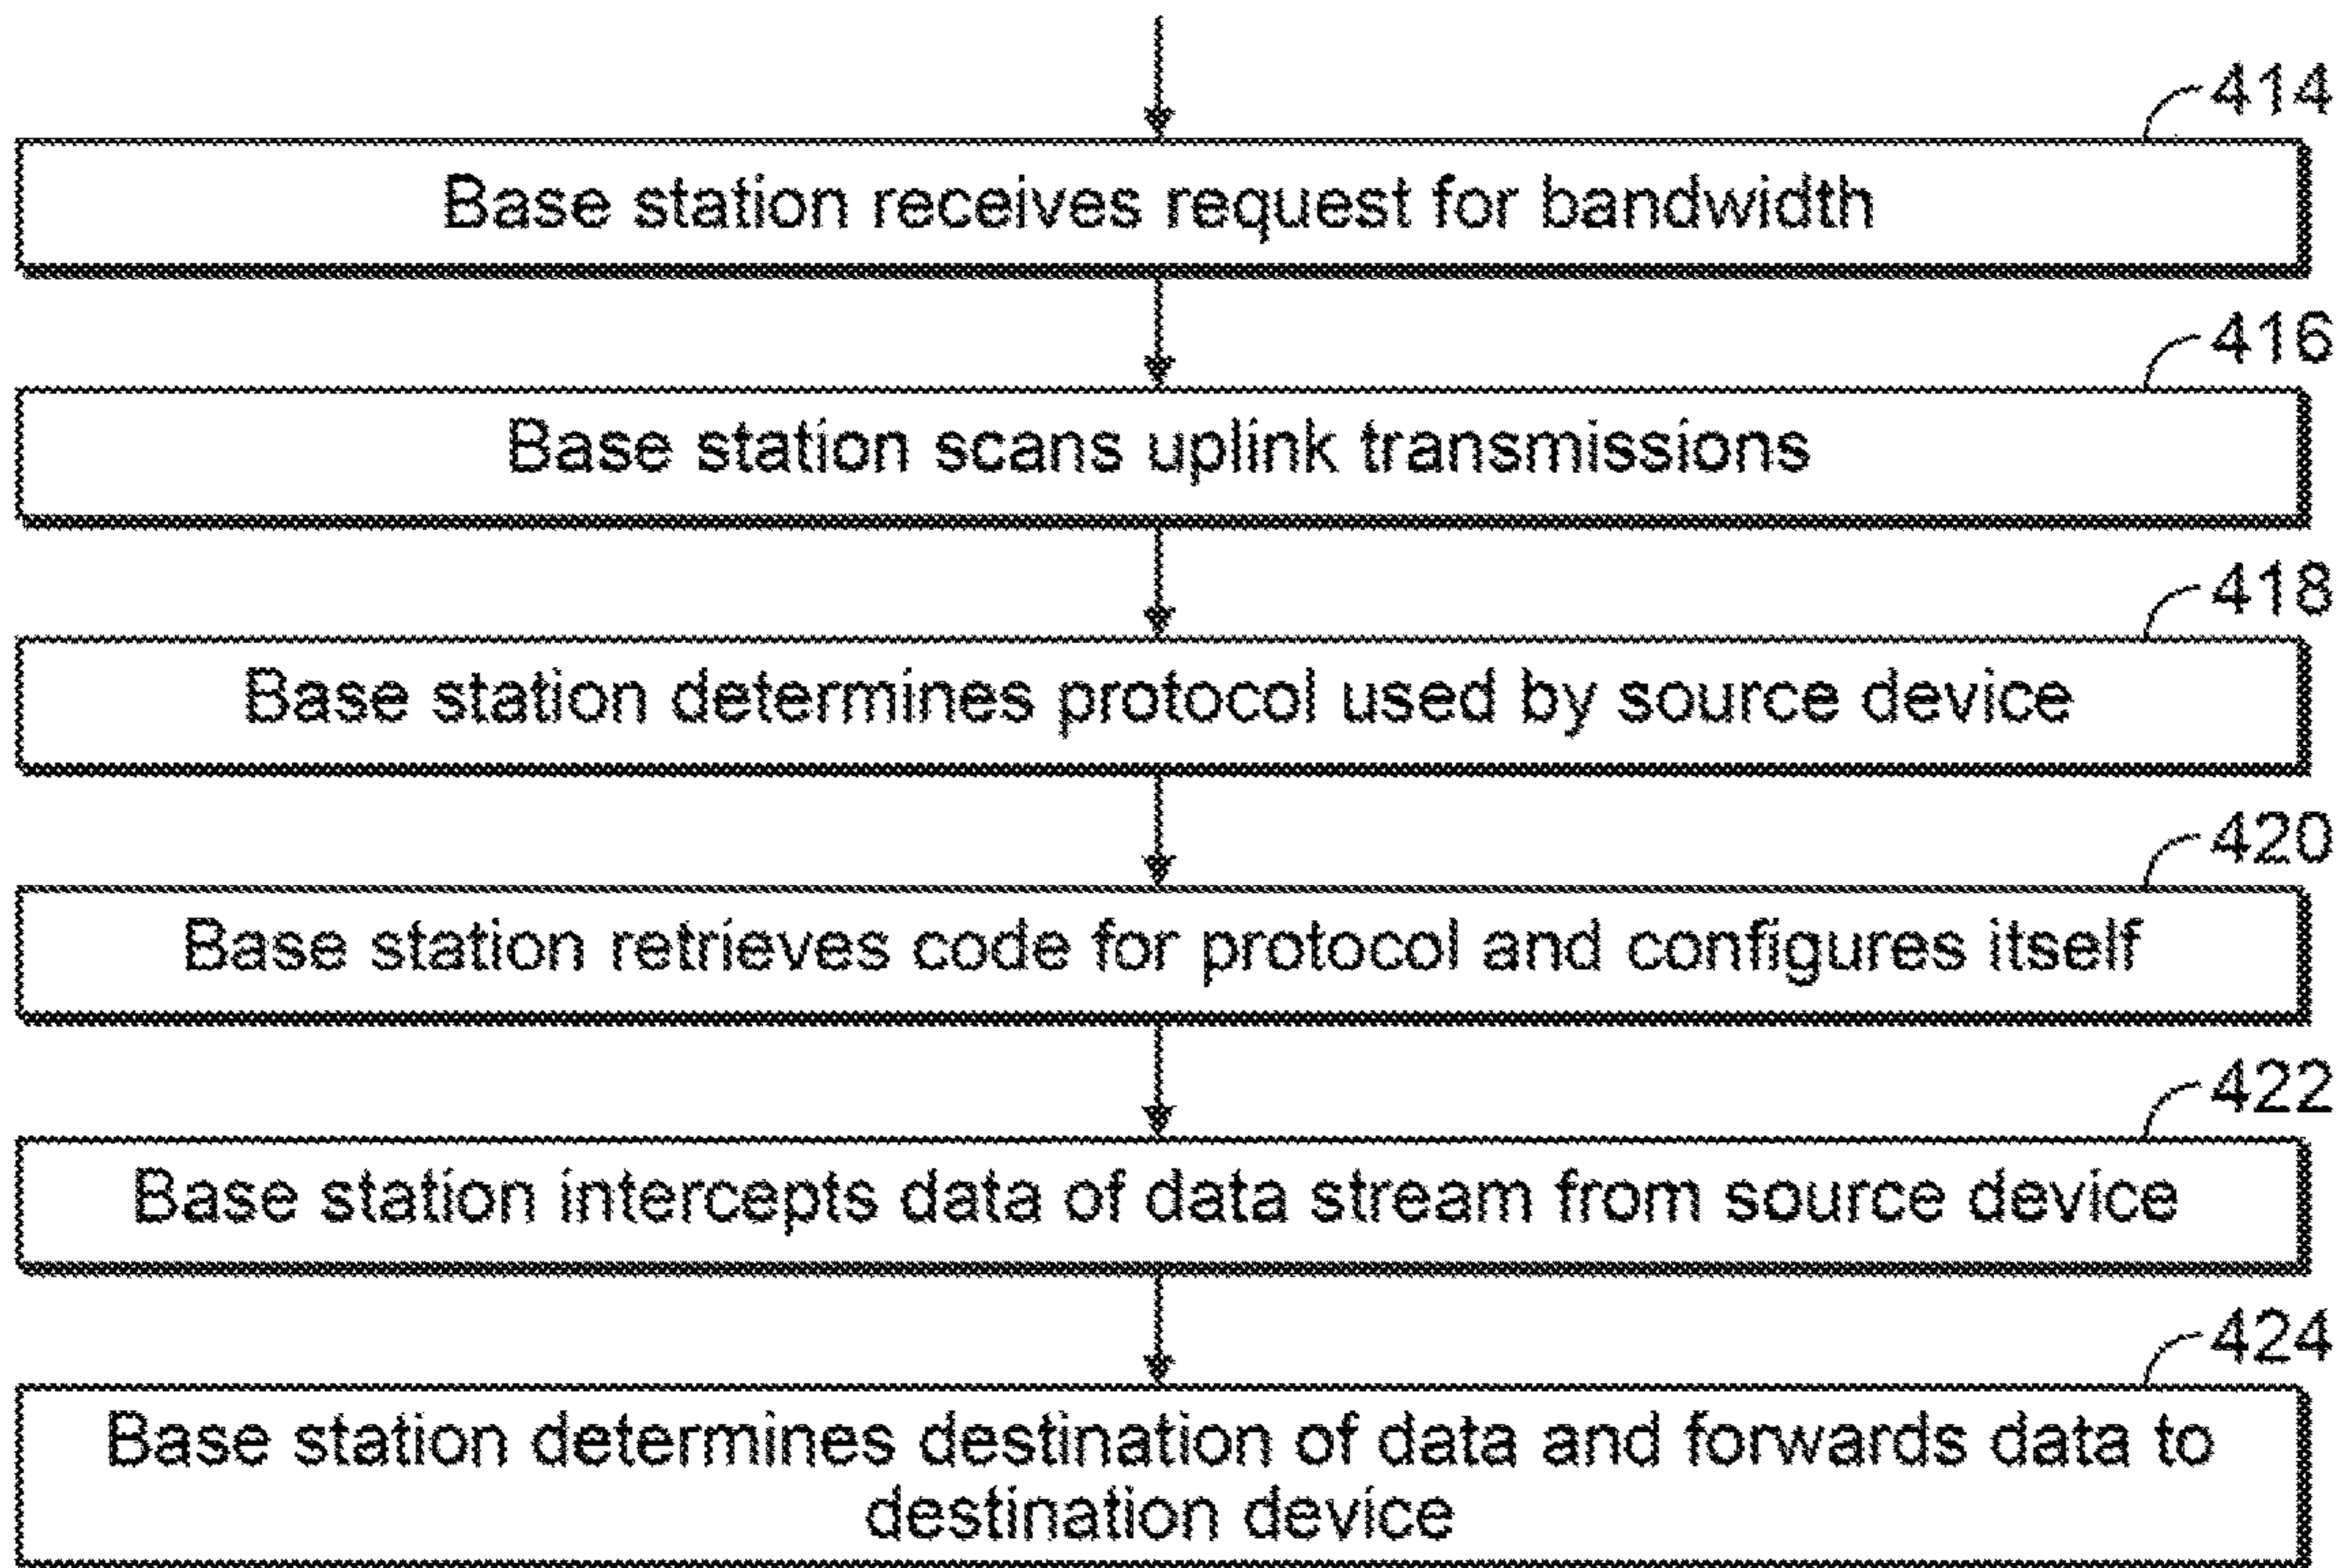 414
Base station receives request for bandwidth
416
Base station scans uplink transmissions
418
Base station determines protocol used by source device
420
Base station retrieves code for protocol and configures itself
422
Base station intercepts data of data stream from source device
424
Base station determines destination of data and forwards data to
destination device